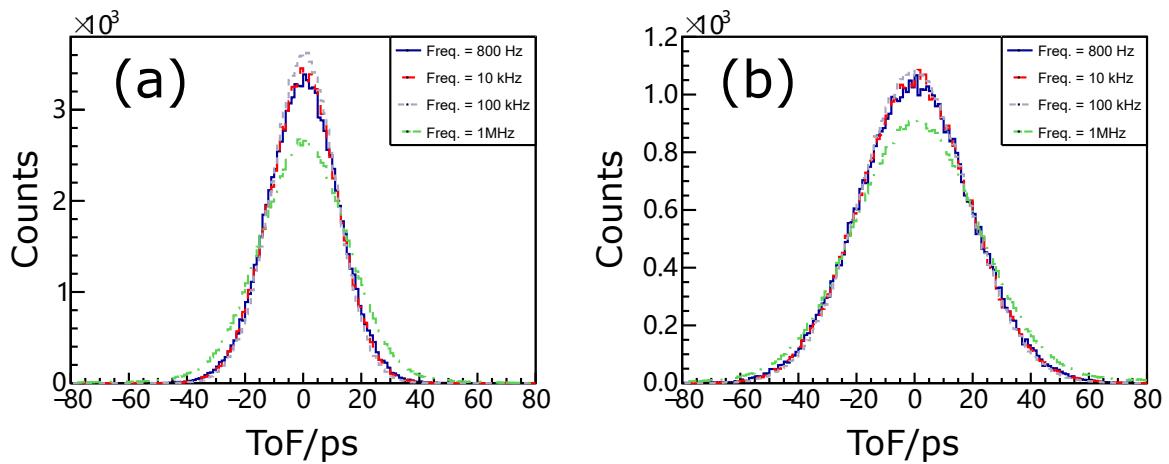 ×10³
(a)
Freq. = 800 Hz
Freq. = 10 kHz
Freq. = 100 kHz
Freq. = 1MHz
Counts
3
2
1
0
−80 −60 −40 −20 0 20 40 60 80
ToF/ps
×10³
(b)
Freq. = 800 Hz
Freq. = 10 kHz
Freq. = 100 kHz
Freq. = 1MHz
Counts
1.2
1.0
0.8
0.6
0.4
0.2
0.0
−80 −60 −40 −20 0 20 40 60 80
ToF/ps